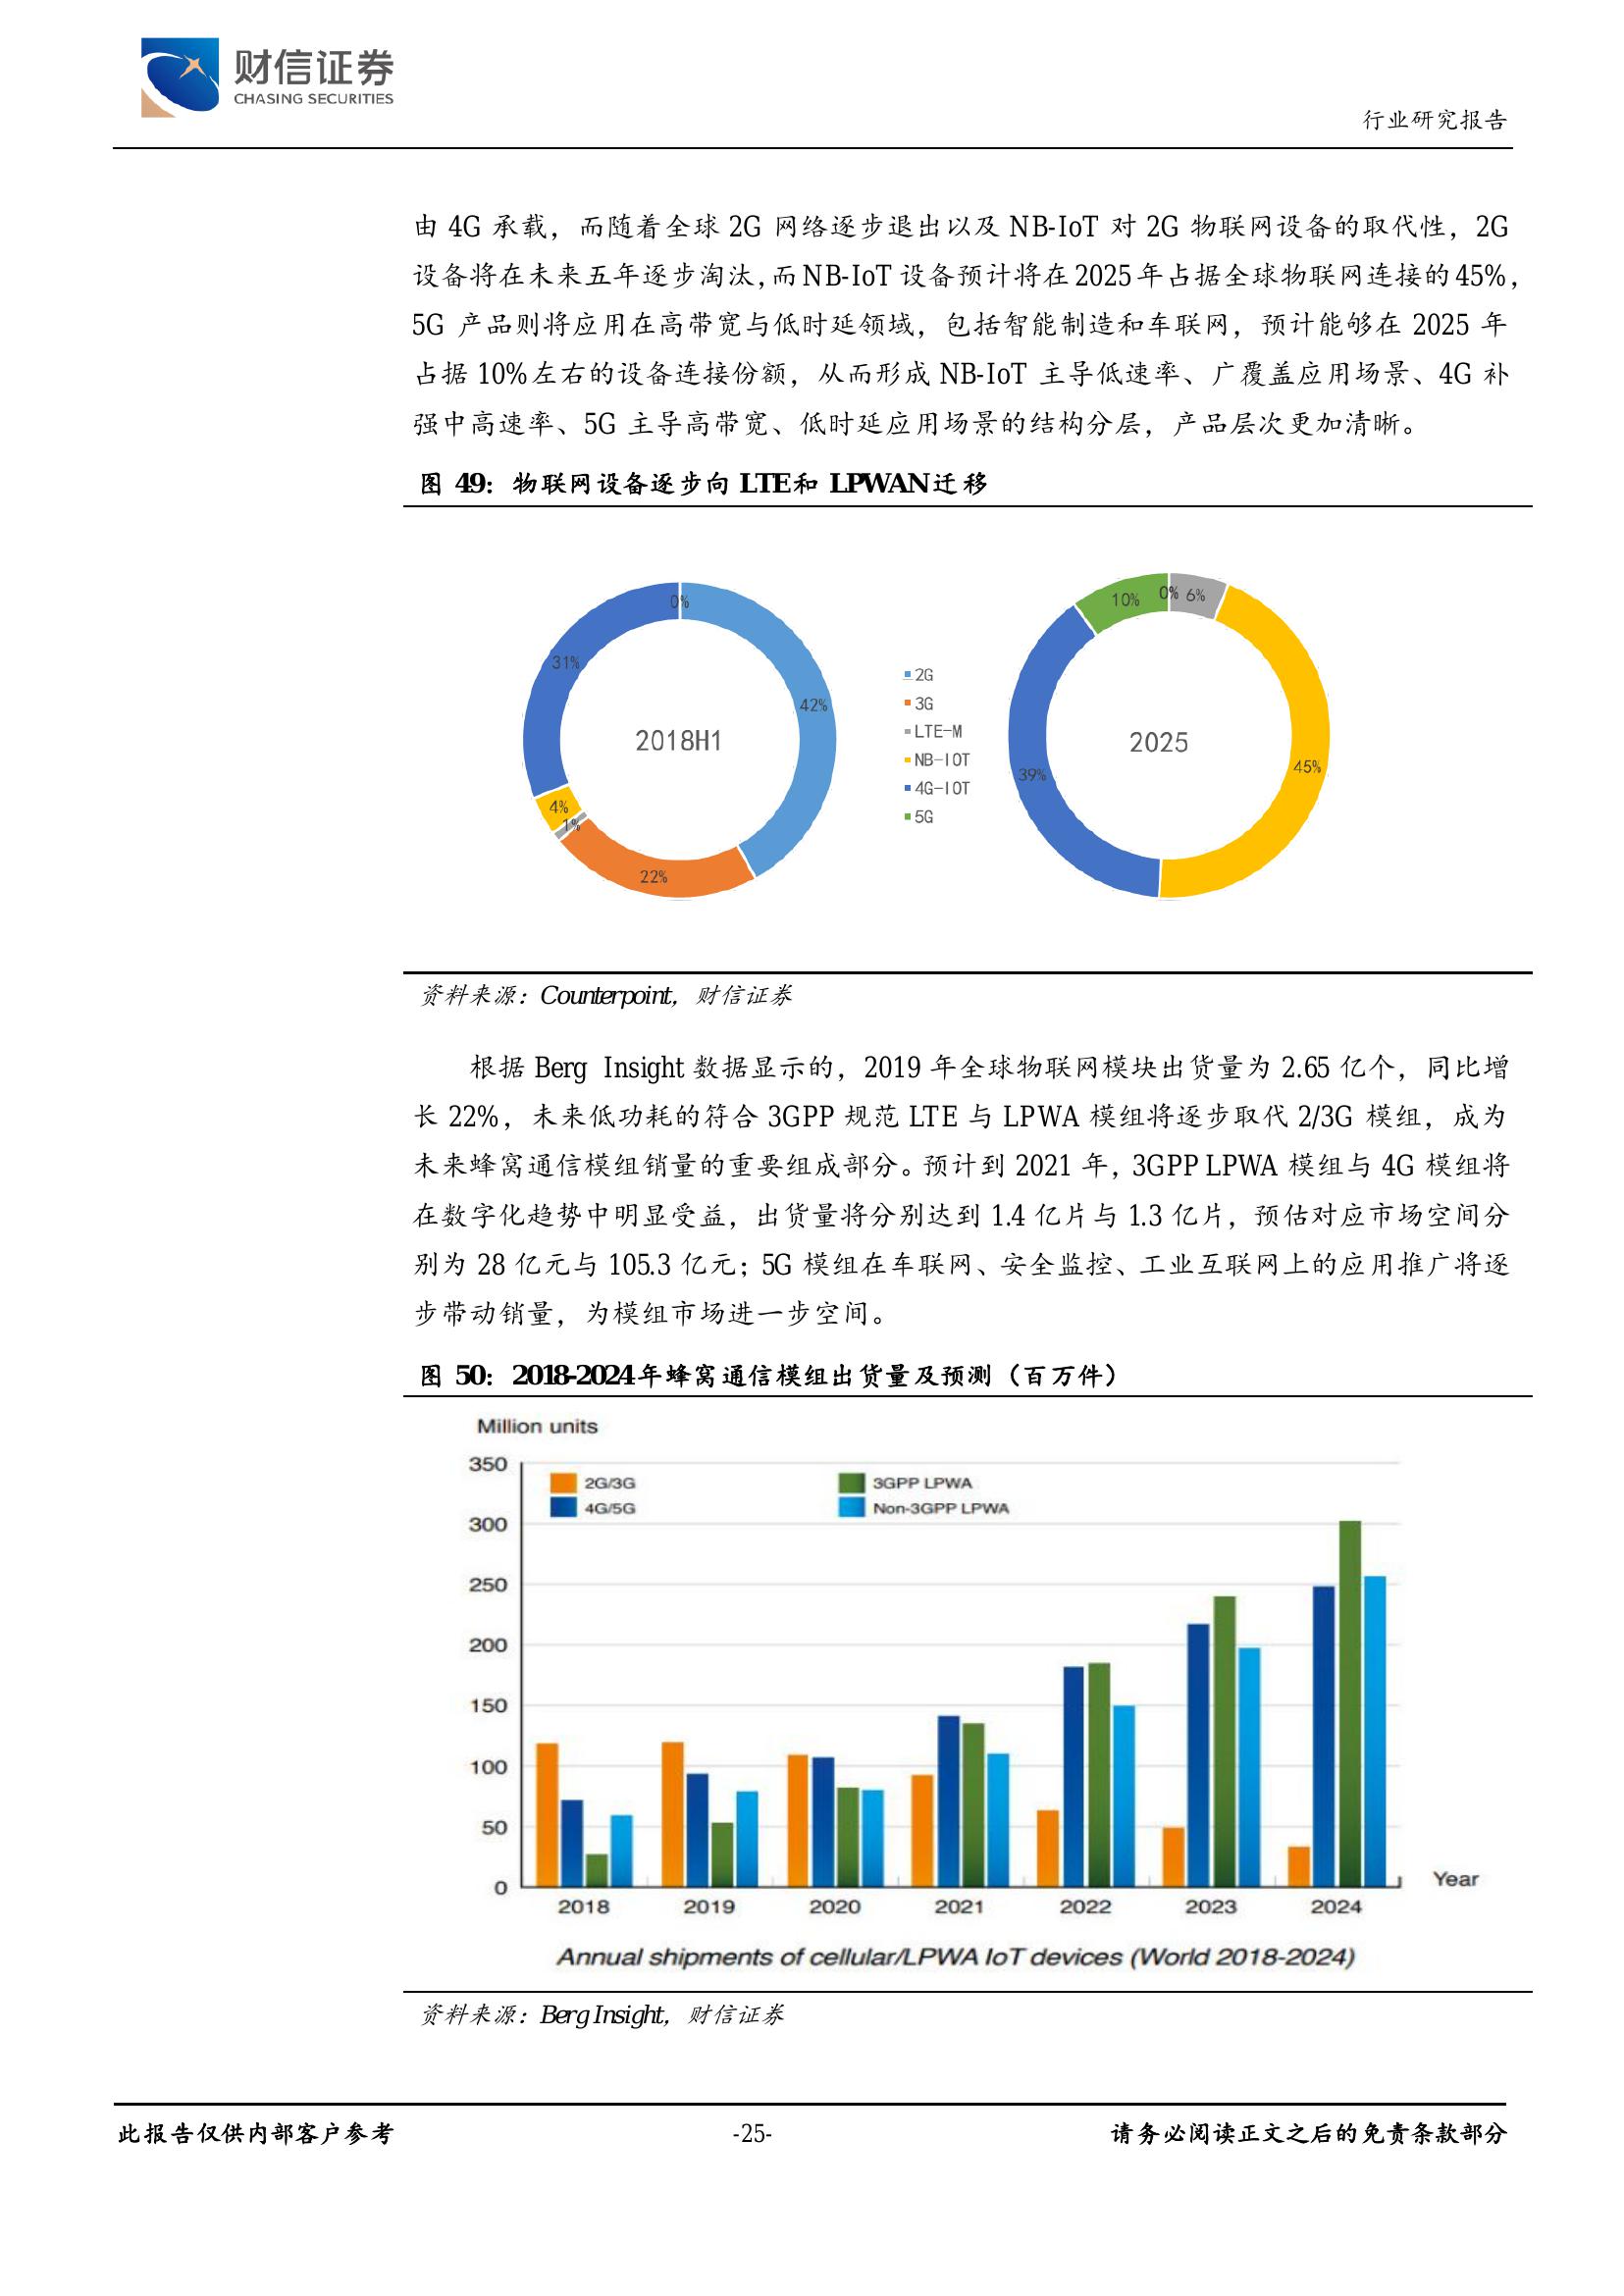 财信证券
CHASING SECURITIES
行业研究报告
由 4G 承载，而随着全球 2G 网络逐步退出以及 NB-IoT 对 2G 物联网设备的取代性，2G
设备将在未来五年逐步淘汰，而 NB-IoT 设备预计将在 2025 年占据全球物联网连接的 45%，
5G 产品则将应用在高带宽与低时延领域，包括智能制造和车联网，预计能够在 2025 年
占据 10%左右的设备连接份额，从而形成 NB-IoT 主导低速率、广覆盖应用场景、4G 补
强中高速率、5G 主导高带宽、低时延应用场景的结构分层，产品层次更加清晰。
图 49：物联网设备逐步向 LTE和 LPWAN迁移
0%
42%
22%
1%
4%
31%
2018H1
2G
3G
LTE-M
NB-IOT
4G-IOT
5G
10%
0%
6%
45%
39%
2025
资料来源：Counterpoint，财信证券
根据 Berg Insight 数据显示的，2019 年全球物联网模块出货量为 2.65 亿个，同比增
长 22%，未来低功耗的符合 3GPP 规范 LTE 与 LPWA 模组将逐步取代 2/3G 模组，成为
未来蜂窝通信模组销量的重要组成部分。预计到 2021 年，3GPP LPWA 模组与 4G 模组将
在数字化趋势中明显受益，出货量将分别达到 1.4 亿片与 1.3 亿片，预估对应市场空间分
别为 28 亿元与 105.3 亿元；5G 模组在车联网、安全监控、工业互联网上的应用推广将逐
步带动销量，为模组市场进一步空间。
图 50：2018-2024年蜂窝通信模组出货量及预测（百万件）
Million units
350
300
250
200
150
100
50
0
2G/3G
4G/5G
3GPP LPWA
Non-3GPP LPWA
2018 2019 2020 2021 2022 2023 2024
Year
Annual shipments of cellular/LPWA IoT devices (World 2018-2024)
资料来源：Berg Insight，财信证券
此报告仅供内部客户参考
-25-
请务必阅读正文之后的免责条款部分